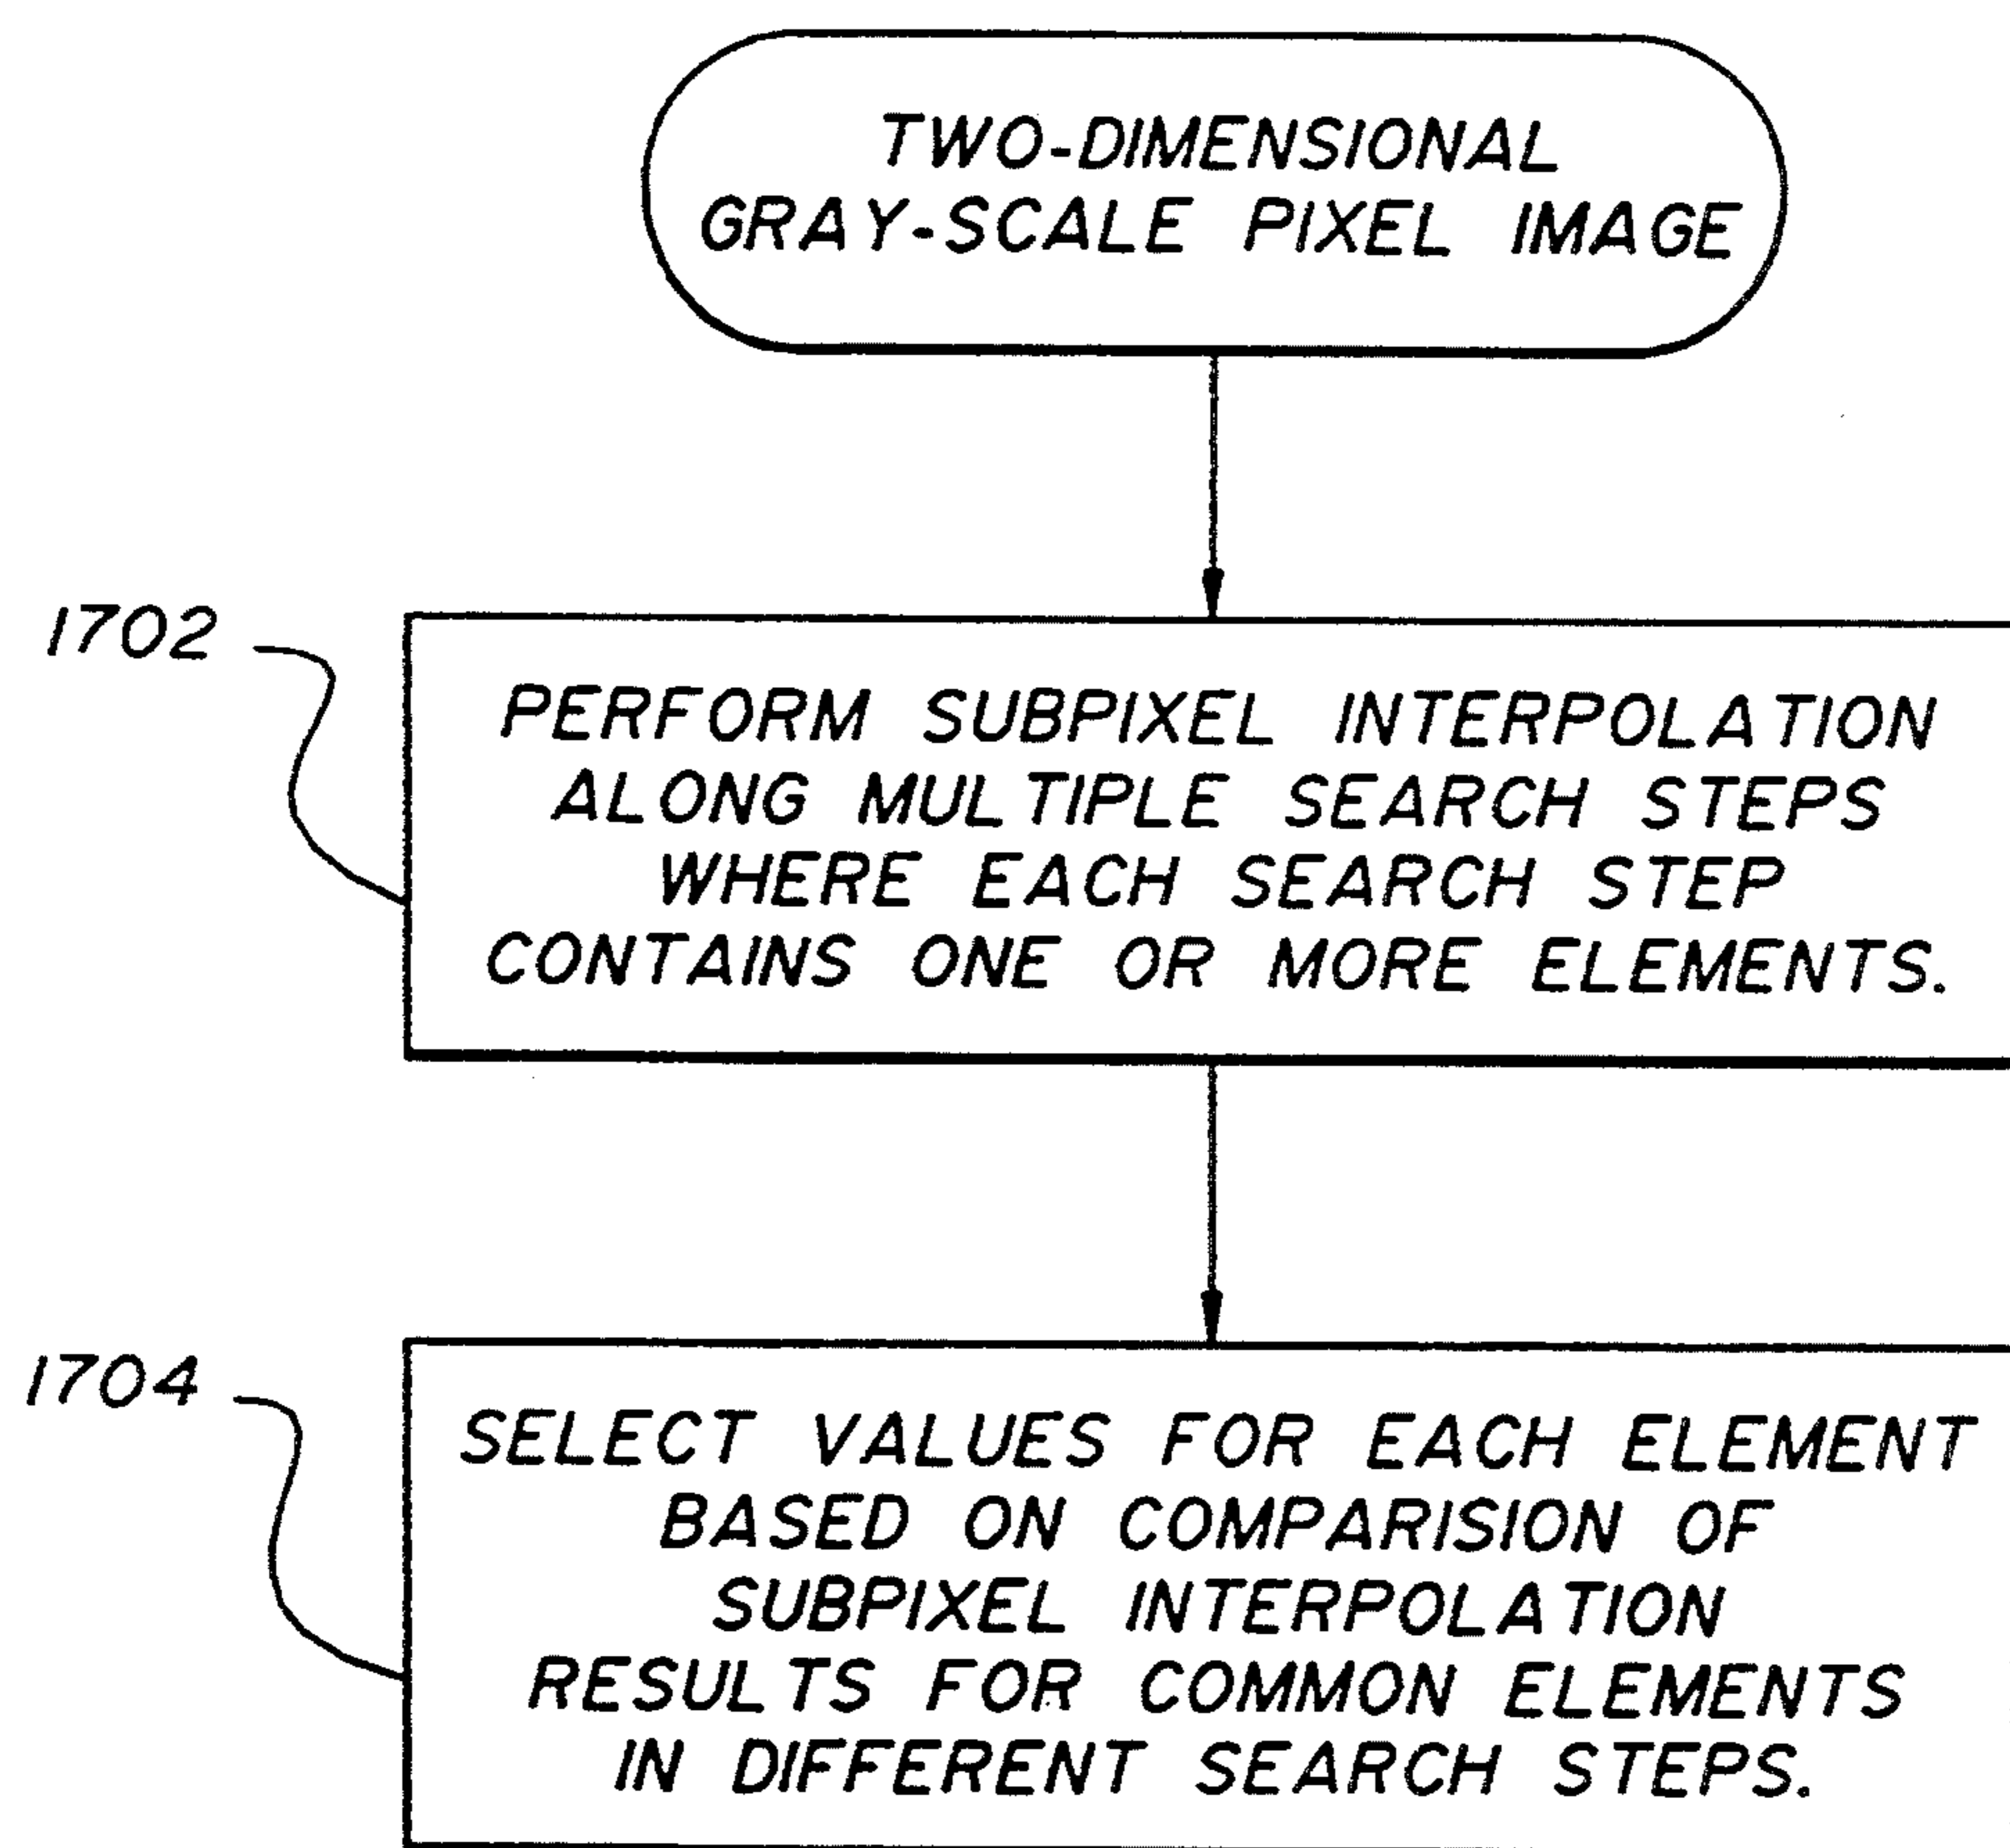 TWO-DIMENSIONAL
GRAY-SCALE PIXEL IMAGE
1702
PERFORM SUBPIXEL INTERPOLATION
ALONG MULTIPLE SEARCH STEPS
WHERE EACH SEARCH STEP
CONTAINS ONE OR MORE ELEMENTS.
1704
SELECT VALUES FOR EACH ELEMENT
BASED ON COMPARISION OF
SUBPIXEL INTERPOLATION
RESULTS FOR COMMON ELEMENTS
IN DIFFERENT SEARCH STEPS.